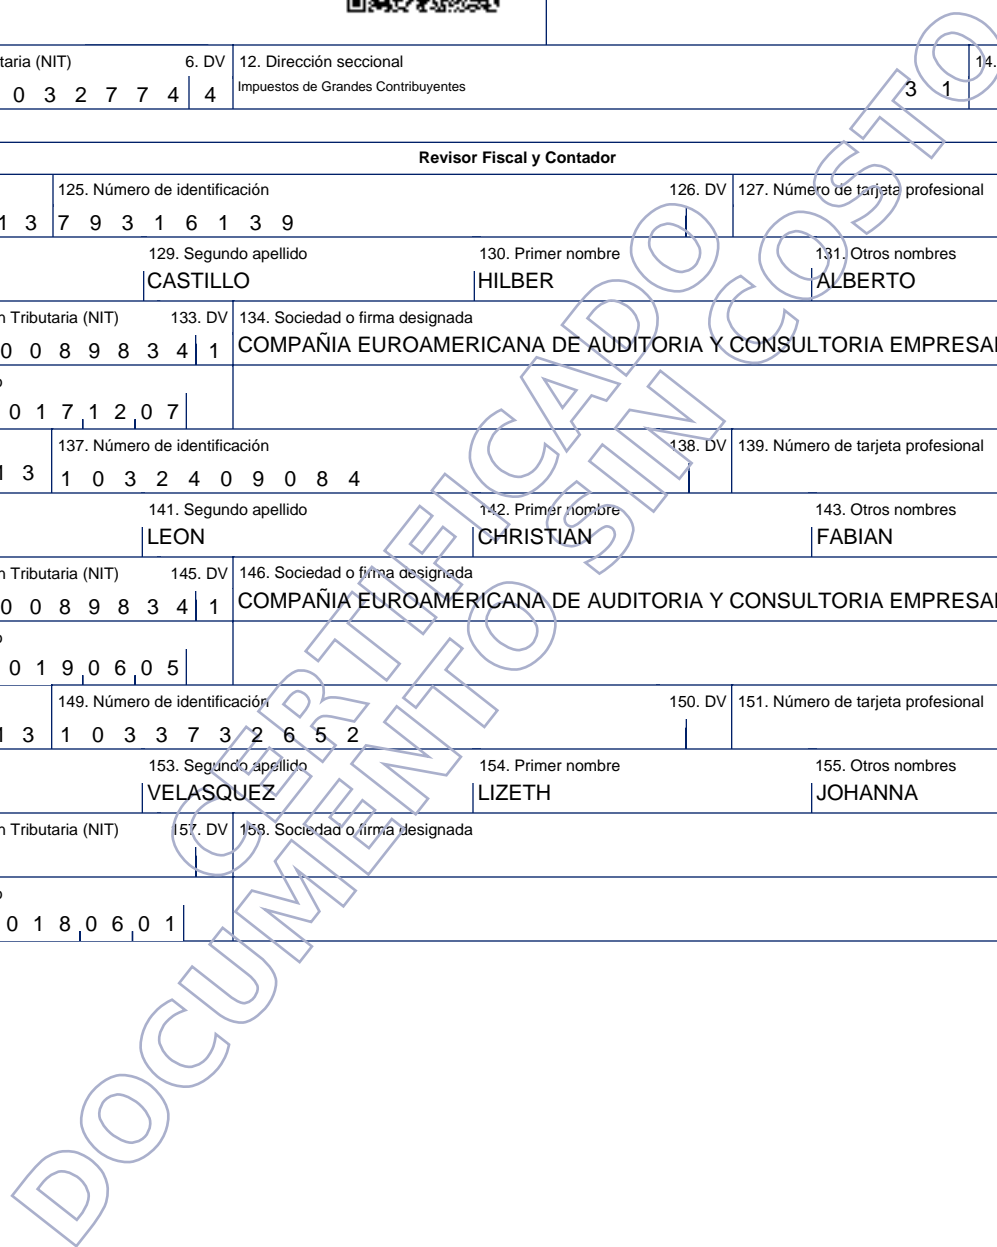 taria (NIT) 6. DV 12. Dirección seccional 14.
0 3 2 7 7 4 4 Impuestos de Grandes Contribuyentes 3 1
Revisor Fiscal y Contador
125. Número de identificación 126. DV 127. Número de tarjeta profesional
1 3 7 9 3 1 6 1 3 9
129. Segundo apellido 130. Primer nombre 131. Otros nombres
CASTILLO HILBER ALBERTO
n Tributaria (NIT) 133. DV 134. Sociedad o firma designada
0 0 8 9 8 3 4 1 COMPAÑIA EUROAMERICANA DE AUDITORIA Y CONSULTORIA EMPRESAR
o
0 1 7 1 2 0 7
137. Número de identificación 138. DV 139. Número de tarjeta profesional
1 3 1 0 3 2 4 0 9 0 8 4
141. Segundo apellido 142. Primer nombre 143. Otros nombres
LEON CHRISTIAN FABIAN
n Tributaria (NIT) 145. DV 146. Sociedad o firma designada
0 0 8 9 8 3 4 1 COMPAÑIA EUROAMERICANA DE AUDITORIA Y CONSULTORIA EMPRESAR
o
0 1 9 0 6 0 5
149. Número de identificación 150. DV 151. Número de tarjeta profesional
1 3 1 0 3 3 7 3 2 6 5 2
153. Segundo apellido 154. Primer nombre 155. Otros nombres
VELASQUEZ LIZETH JOHANNA
n Tributaria (NIT) 157. DV 158. Sociedad o firma designada
o
0 1 8 0 6 0 1
CERTIFICADO
DOCUMENTO SIN COSTO